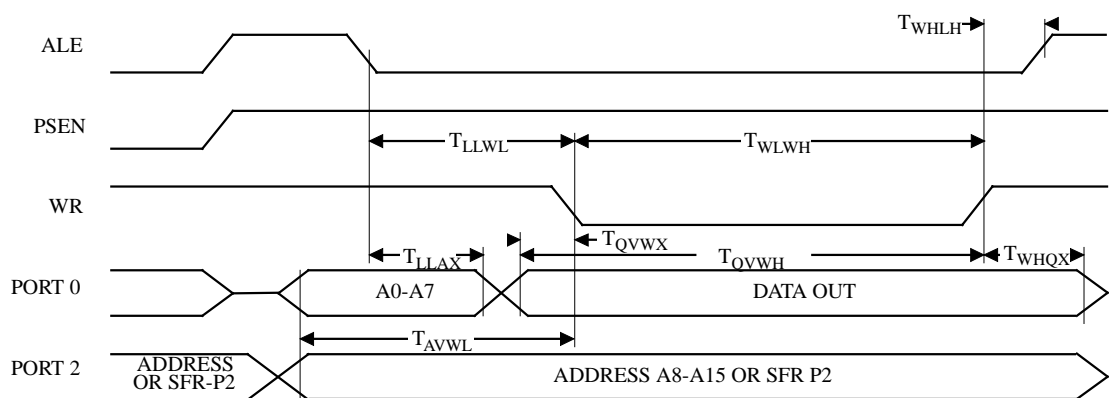 T_WHLH
ALE
PSEN
T_LLWL
T_WLWH
WR
T_QVWX
T_LLAX
T_QVWH
T_WHQX
PORT 0
A0-A7
DATA OUT
T_AVWL
PORT 2
ADDRESS
OR SFR-P2
ADDRESS A8-A15 OR SFR P2